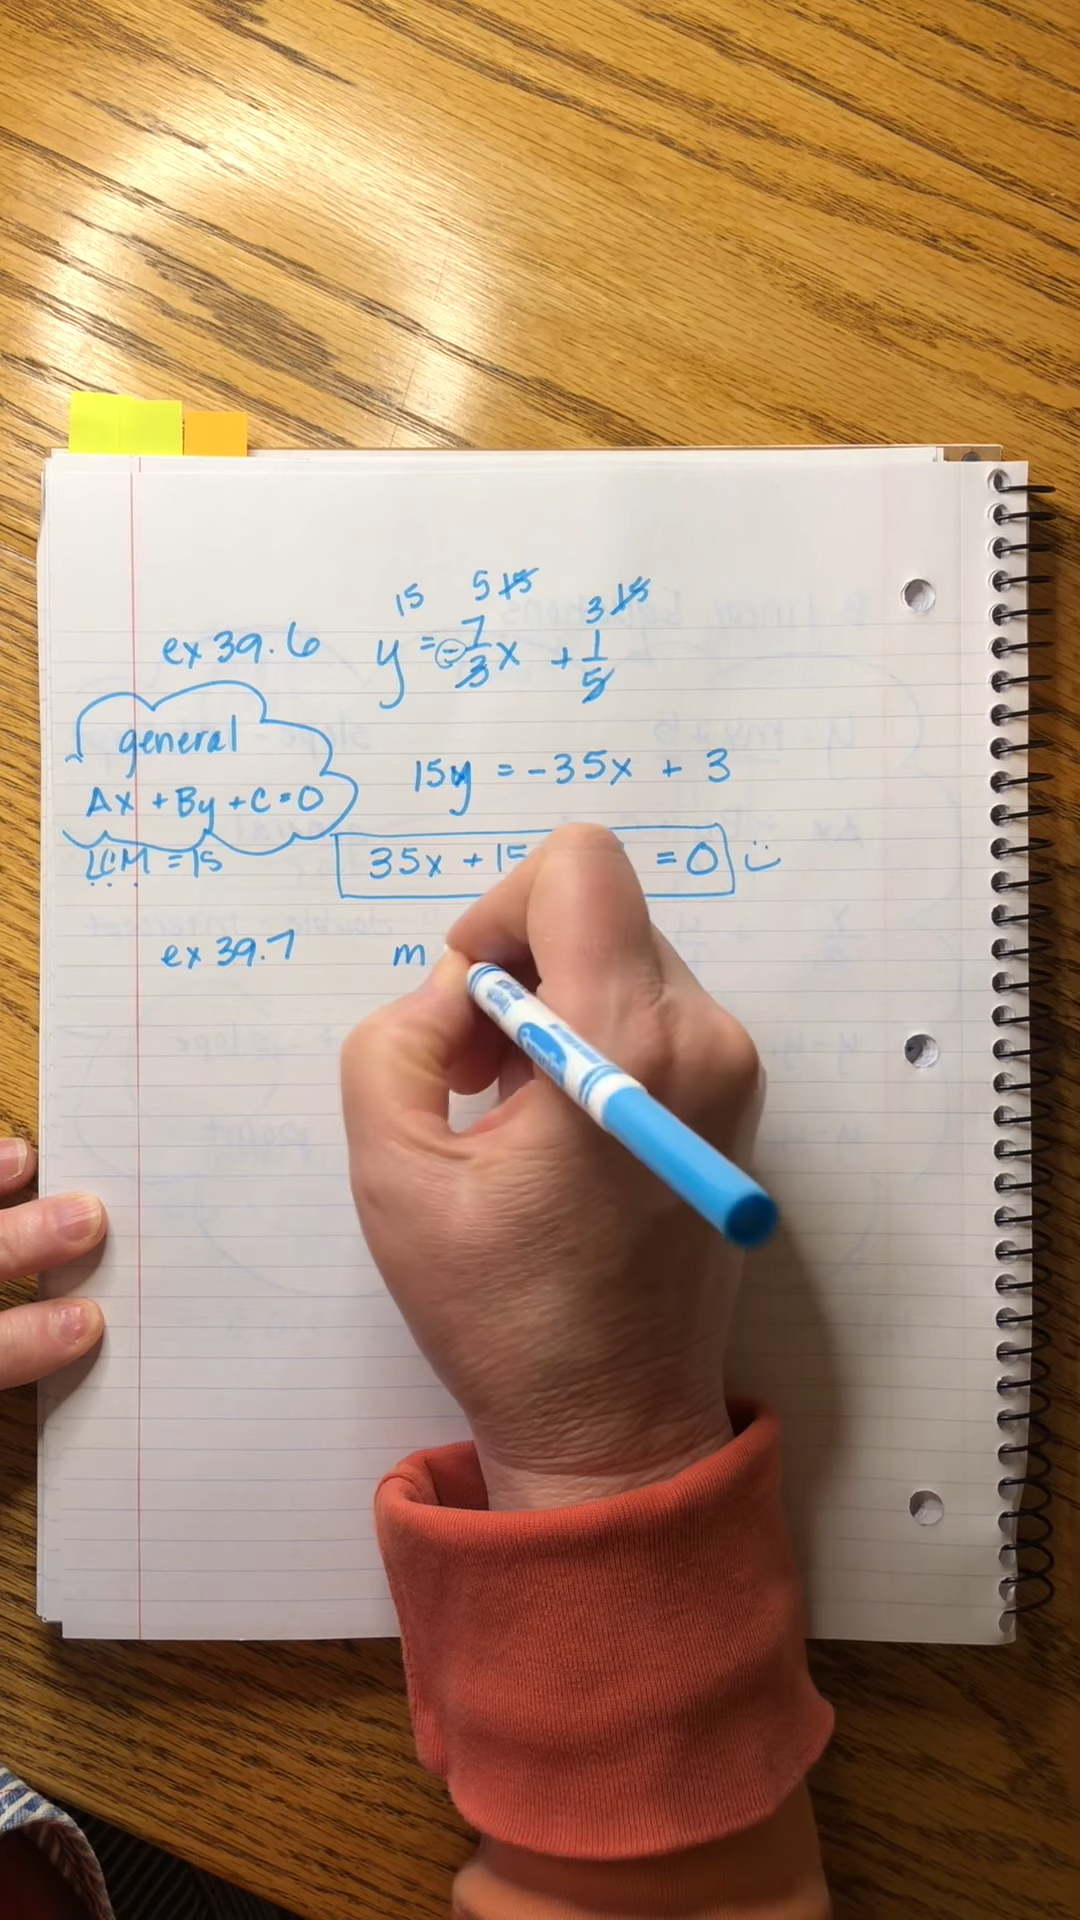 15 5 15 3 15
ex 39.6 y = -7/3 x + 1/5
general
Ax + By + C = 0
15y = -35x + 3
LCM = 15
35x + 15 = 0
ex 39.7 m